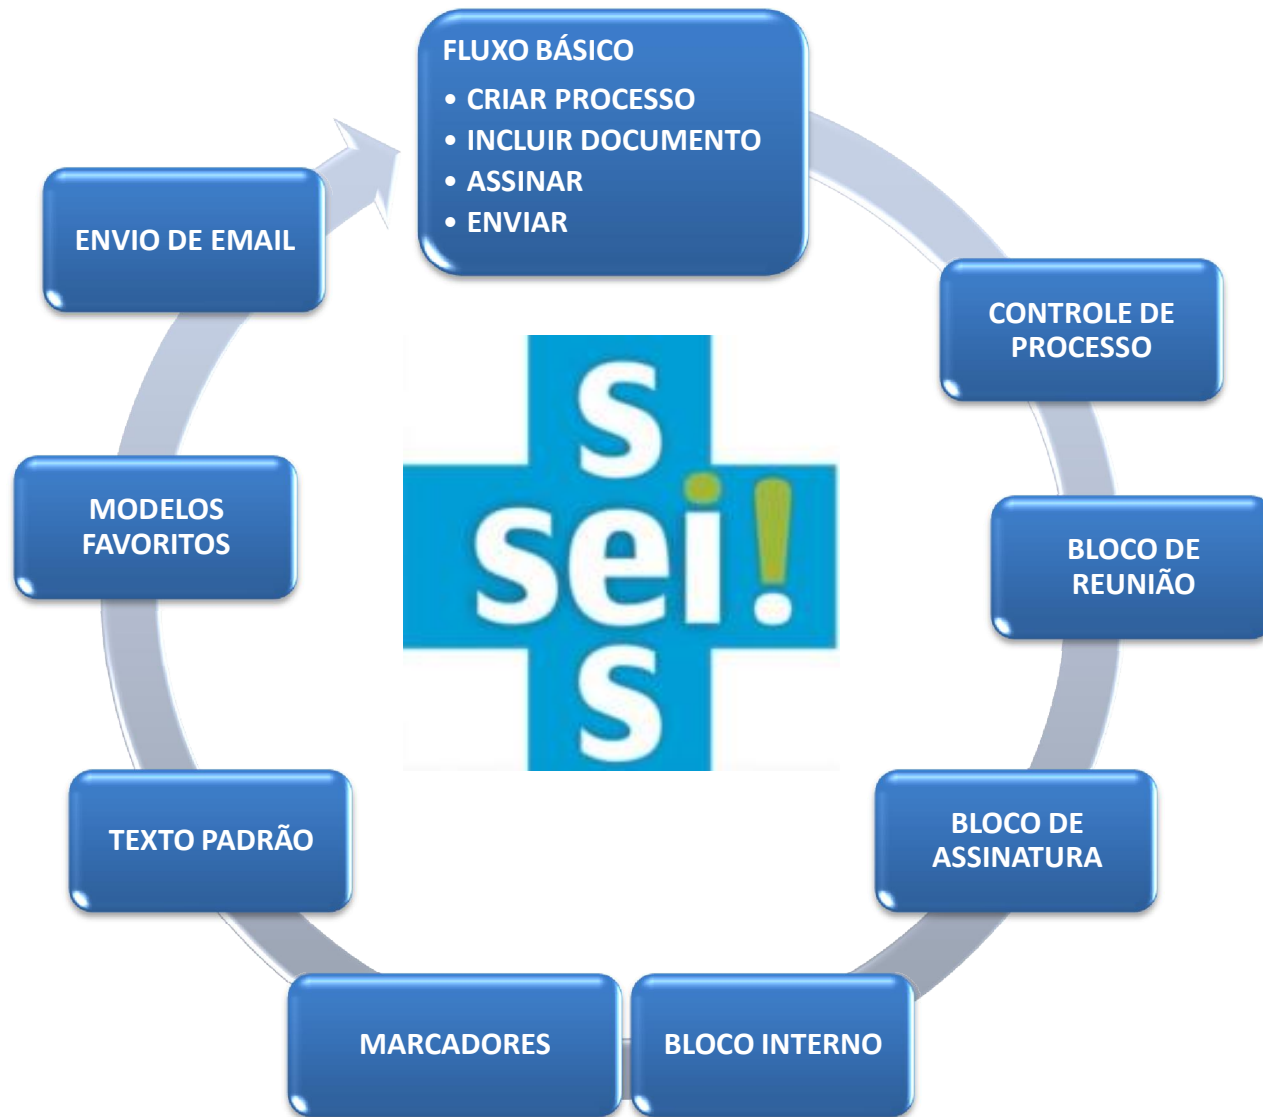 FLUXO BÁSICO
• CRIAR PROCESSO
• INCLUIR DOCUMENTO
• ASSINAR
• ENVIAR
CONTROLE DE
PROCESSO
BLOCO DE
REUNIÃO
BLOCO DE
ASSINATURA
BLOCO INTERNO
MARCADORES
TEXTO PADRÃO
MODELOS
FAVORITOS
ENVIO DE EMAIL
s
sei!
s